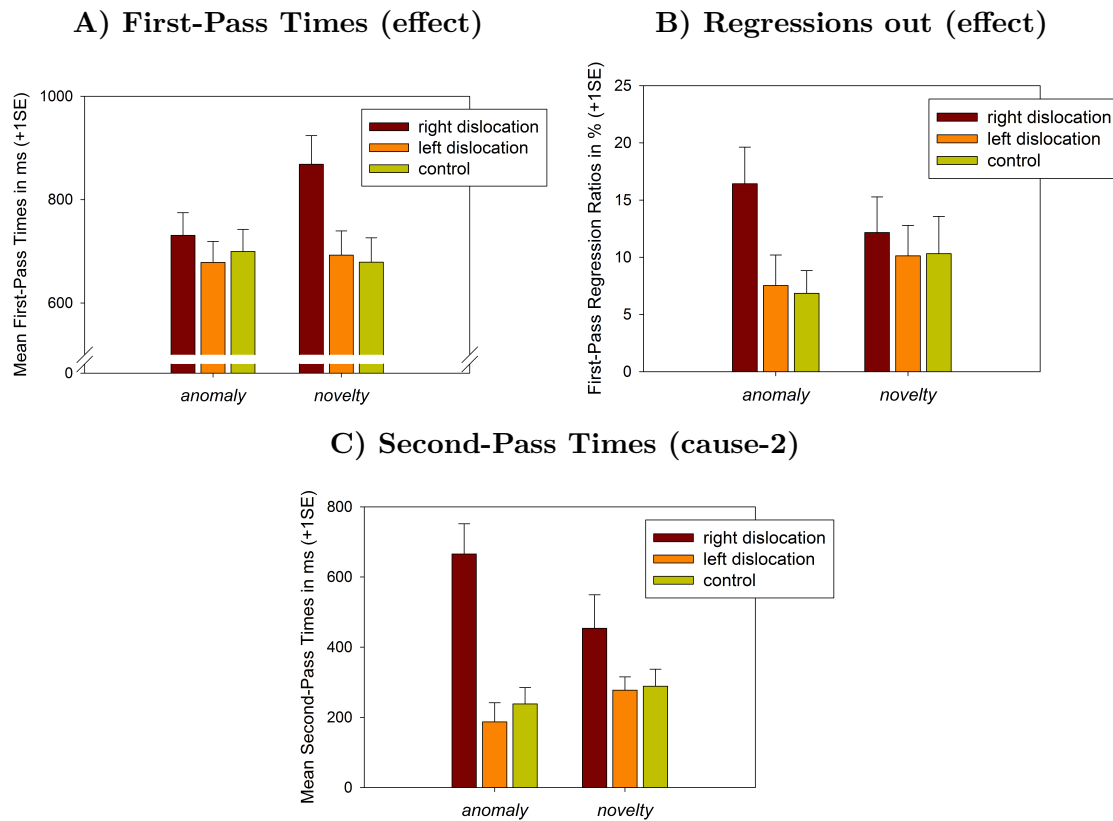 A) First-Pass Times (effect)
Mean First-Pass Times in ms (+1SE)
1000
800
600
0
right dislocation
left dislocation
control
anomaly
novelty
B) Regressions out (effect)
First-Pass Regression Ratios in % (+1SE)
25
20
15
10
5
0
right dislocation
left dislocation
control
anomaly
novelty
C) Second-Pass Times (cause-2)
Mean Second-Pass Times in ms (+1SE)
800
600
400
200
0
right dislocation
left dislocation
control
anomaly
novelty